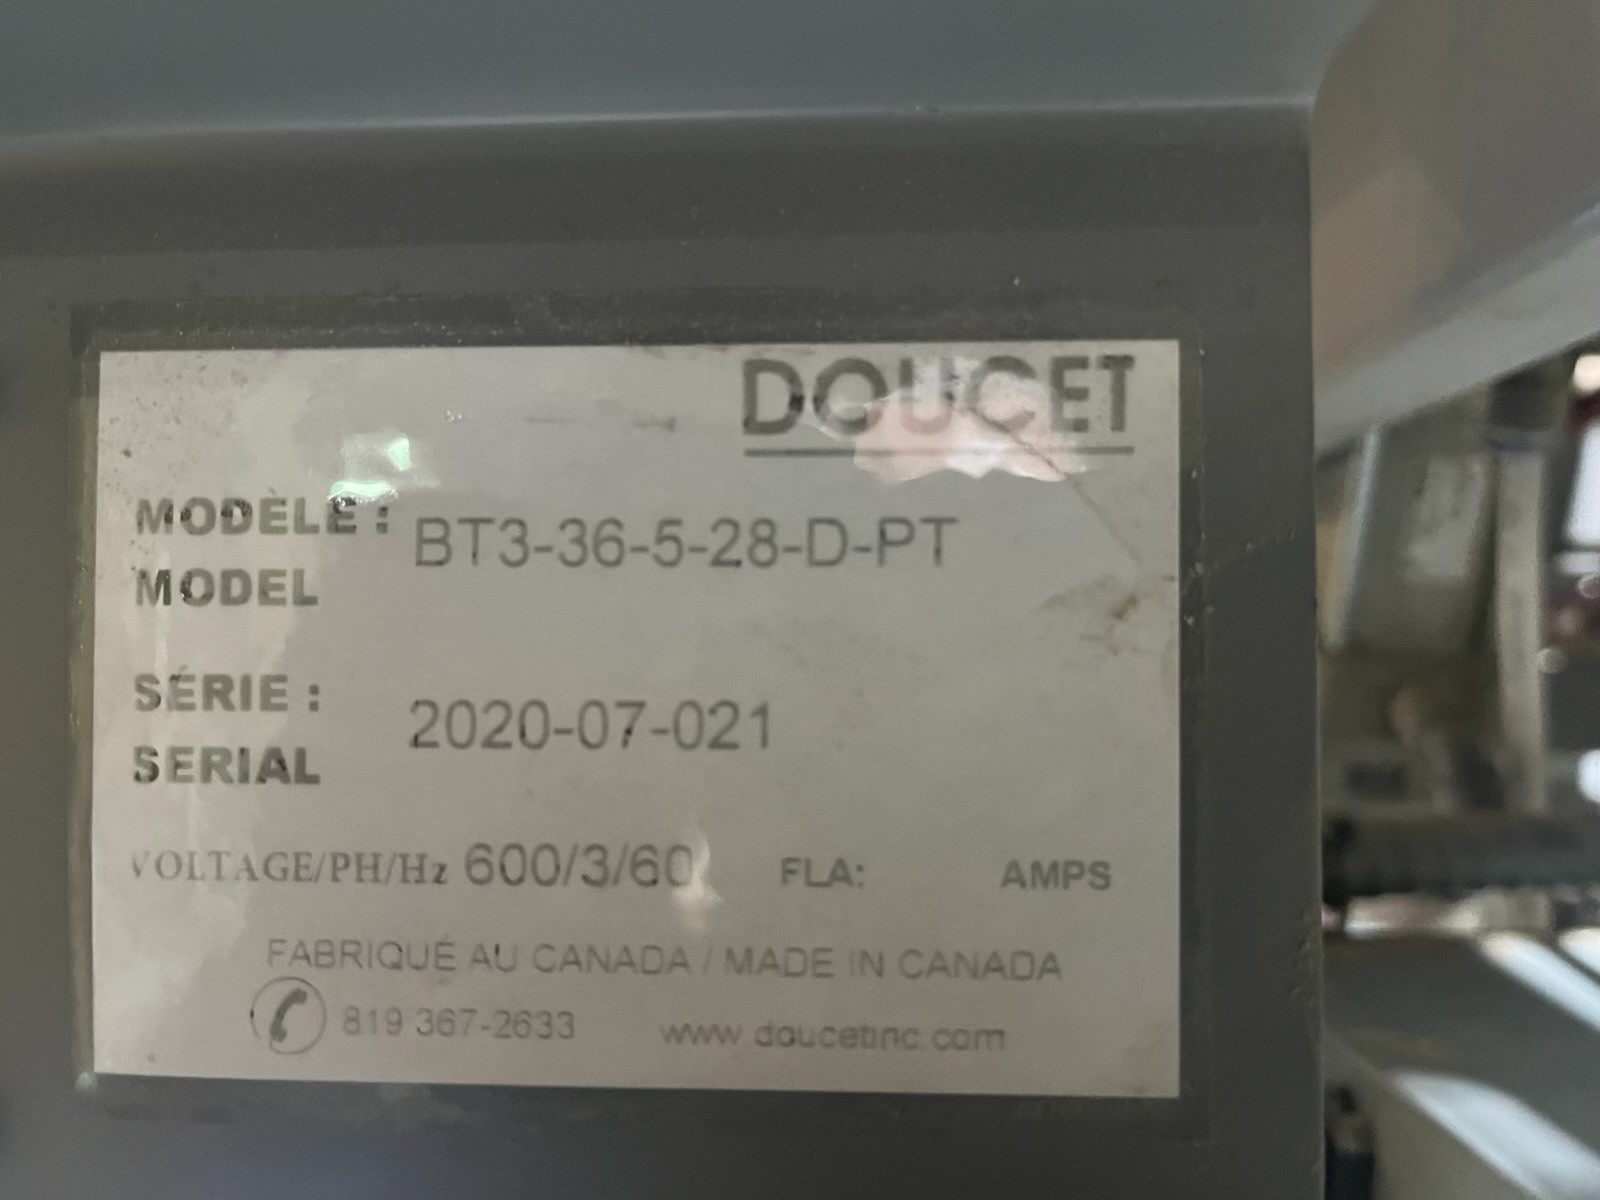 DOUCET
MODÈLE : BT3-36-5-28-D-PT
MODEL
SÉRIE : 2020-07-021
SERIAL
VOLTAGE/PH/Hz 600/3/60 FLA: AMPS
FABRIQUÉ AU CANADA / MADE IN CANADA
819 367-2633 www.doucetinc.com